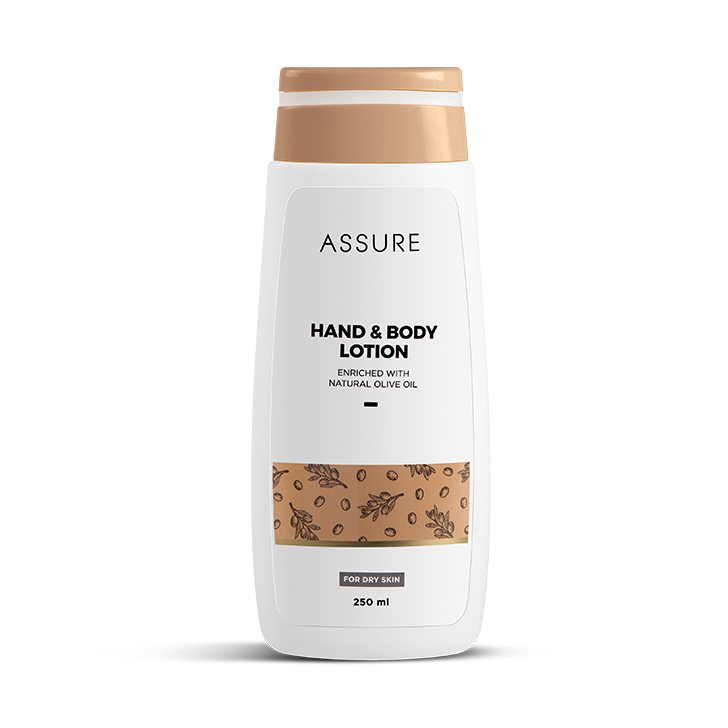 ASSURE
HAND & BODY
LOTION
ENRICHED WITH
NATURAL OLIVE OIL
FOR DRY SKIN
250 ml